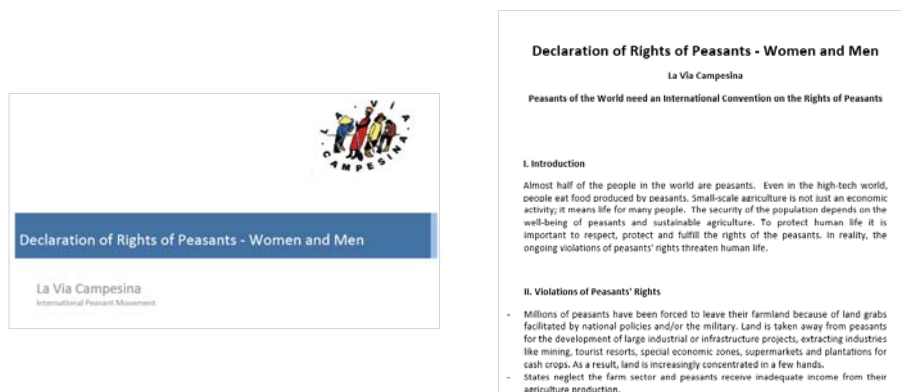 LA VIA
CAMPESINA
Declaration of Rights of Peasants - Women and Men
La Via Campesina
International Peasant Movement
Declaration of Rights of Peasants - Women and Men
La Via Campesina
Peasants of the World need an International Convention on the Rights of Peasants
I. Introduction
Almost half of the people in the world are peasants. Even in the high-tech world,
people eat food produced by peasants. Small-scale agriculture is not just an economic
activity; it means life for many people. The security of the population depends on the
well-being of peasants and sustainable agriculture. To protect human life it is
important to respect, protect and fulfill the rights of the peasants. In reality, the
ongoing violations of peasants' rights threaten human life.
II. Violations of Peasants' Rights
- Millions of peasants have been forced to leave their farmland because of land grabs
facilitated by national policies and/or the military. Land is taken away from peasants
for the development of large industrial or infrastructure projects, extracting industries
like mining, tourist resorts, special economic zones, supermarkets and plantations for
cash crops. As a result, land is increasingly concentrated in a few hands.
- States neglect the farm sector and peasants receive inadequate income from their
agriculture production.